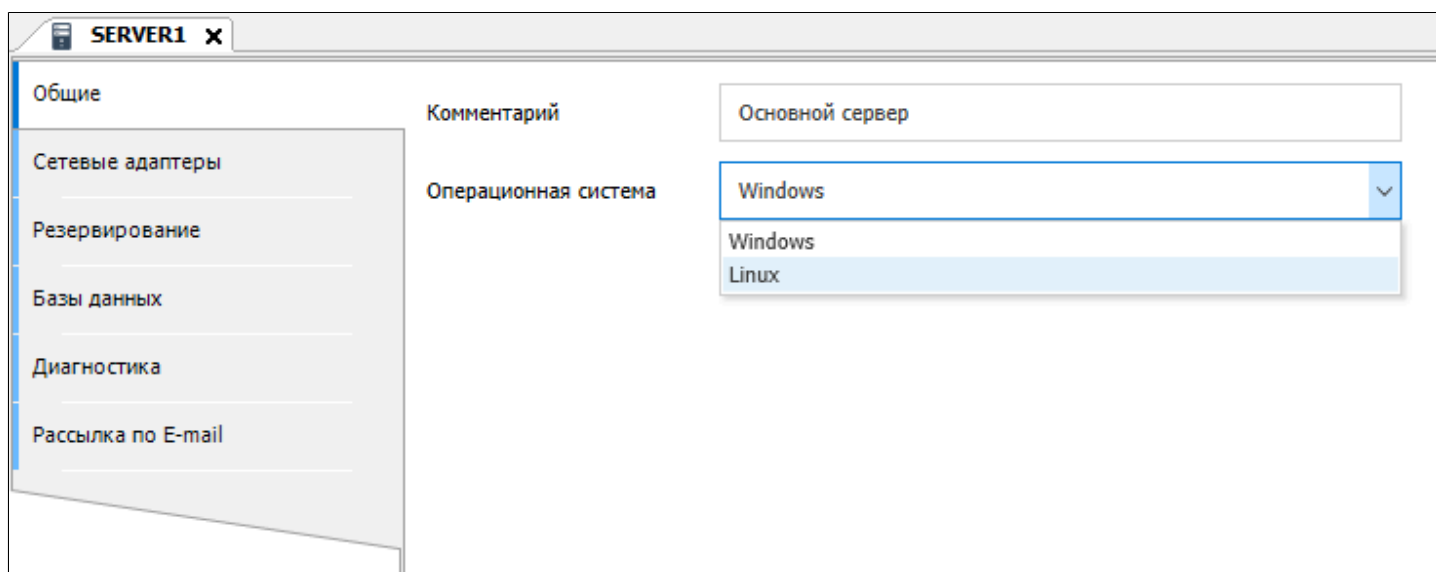 SERVER1
Общие
Сетевые адаптеры
Резервирование
Базы данных
Диагностика
Рассылка по E-mail
Комментарий
Основной сервер
Операционная система
Windows
Windows
Linux